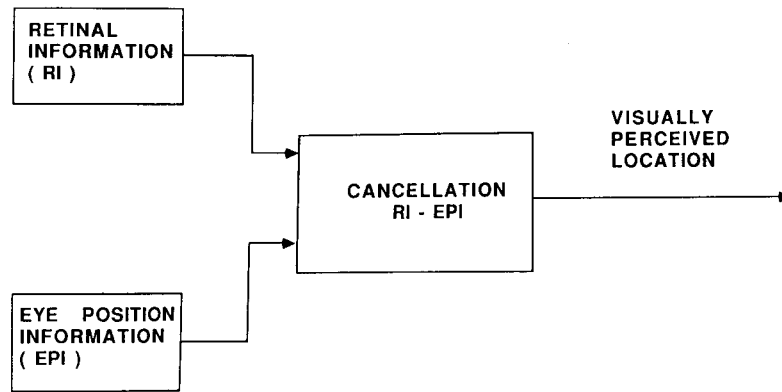 RETINAL
INFORMATION
( RI )
VISUALLY
PERCEIVED
LOCATION
CANCELLATION
RI - EPI
EYE POSITION
INFORMATION
( EPI )